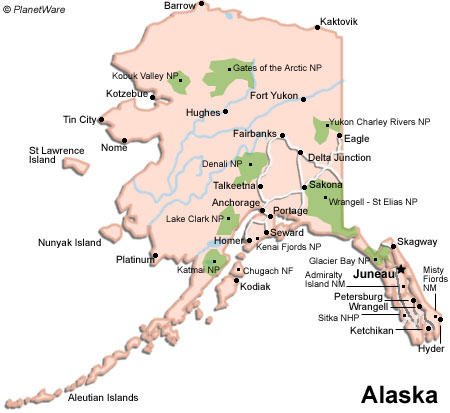 © PlanetWare
Barrow
Kaktovik
Gates of the Arctic NP
Kobuk Valley NP
Kotzebue
Fort Yukon
Hughes
Tin City
Yukon Charley Rivers NP
Fairbanks
Eagle
Nome
St Lawrence
Island
Delta Junction
Denali NP
Talkeetna
Sakona
Wrangell - St Elias NP
Anchorage
Portage
Lake Clark NP
Seward
Nunyak Island
Homer
Kenai Fjords NP
Skagway
Platinum
Glacier Bay NP
Katmai NP
Chugach NF
Juneau
Misty
Fiords
NM
Admiralty
Island NM
Kodiak
Petersburg
Wrangell
Sitka NHP
Ketchikan
Hyder
Aleutian Islands
Alaska